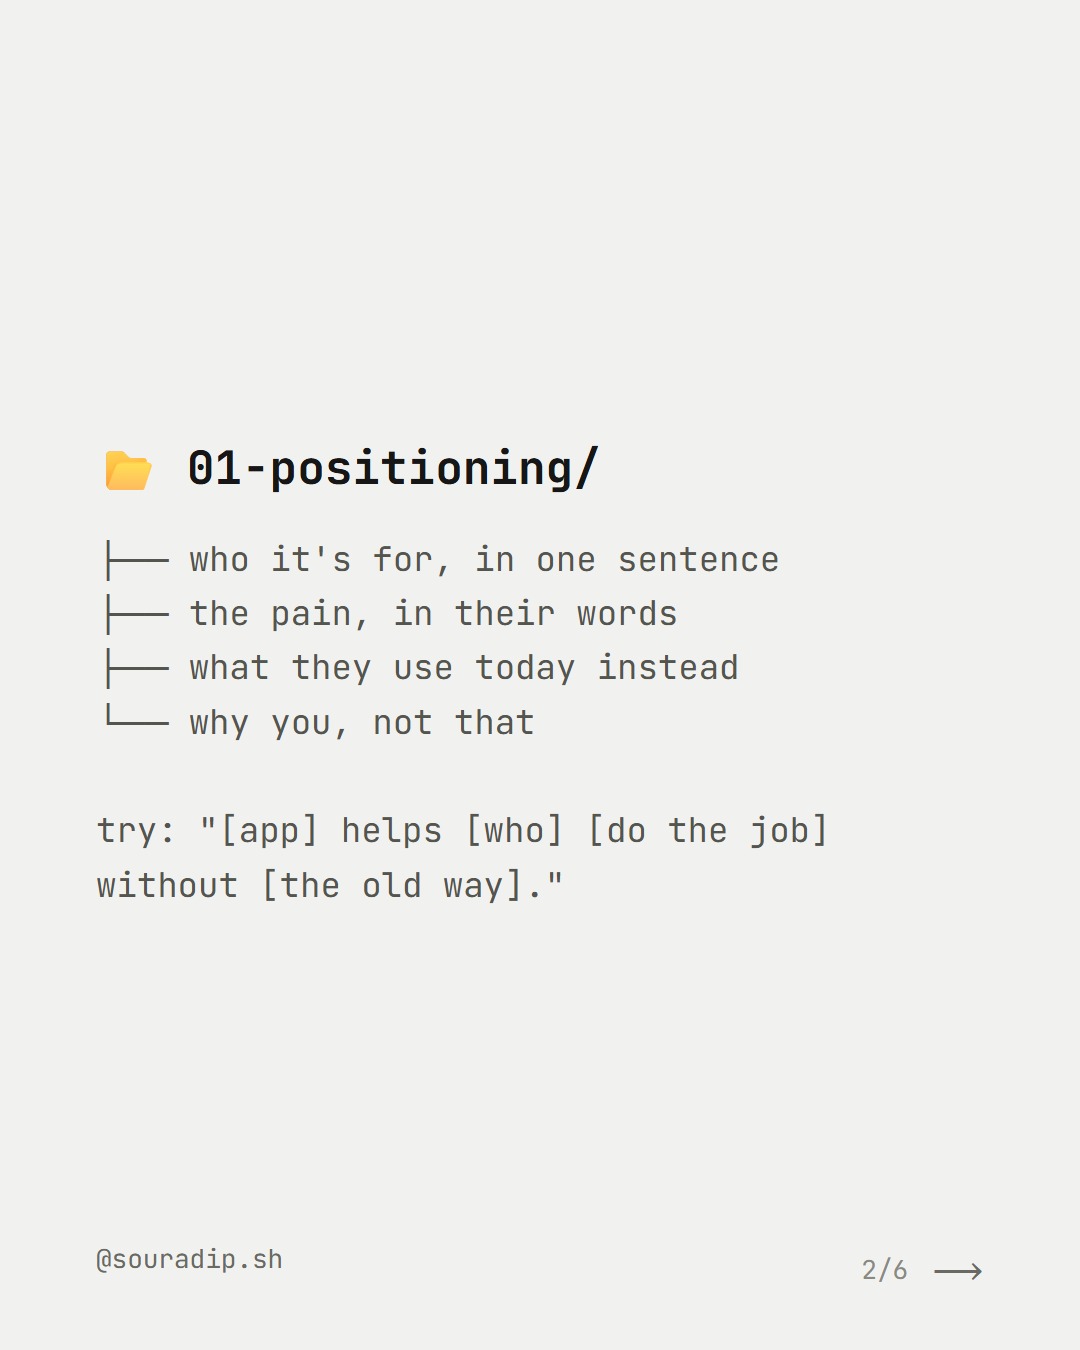 01-positioning/
├── who it's for, in one sentence
├── the pain, in their words
├── what they use today instead
└── why you, not that
try: "[app] helps [who] [do the job]
without [the old way]."
@souradip.sh
2/6 ⟶